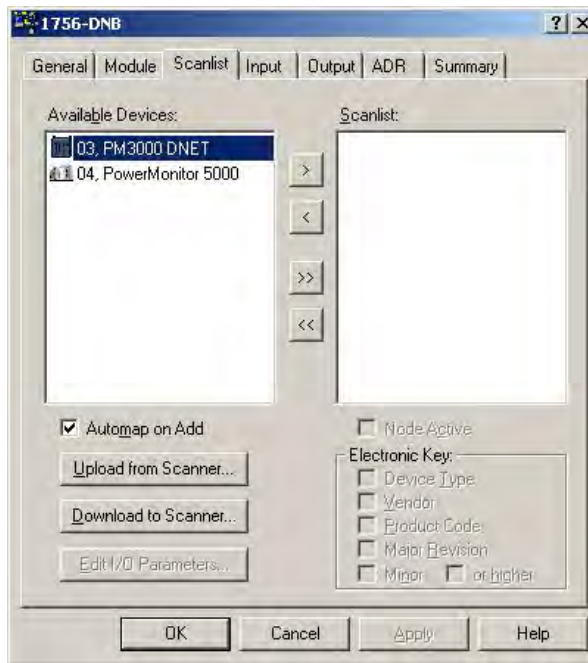 1756-DNB
General Module Scanlist Input Output ADR Summary
Available Devices:
03, PM3000 DNET
04, PowerMonitor 5000
>
<
>>
<<
Scanlist:
Automap on Add
Upload from Scanner...
Download to Scanner...
Edit I/O Parameters...
Node Active
Electronic Key:
Device Type
Vendor
Product Code
Major Revision
Minor or higher
OK Cancel Apply Help